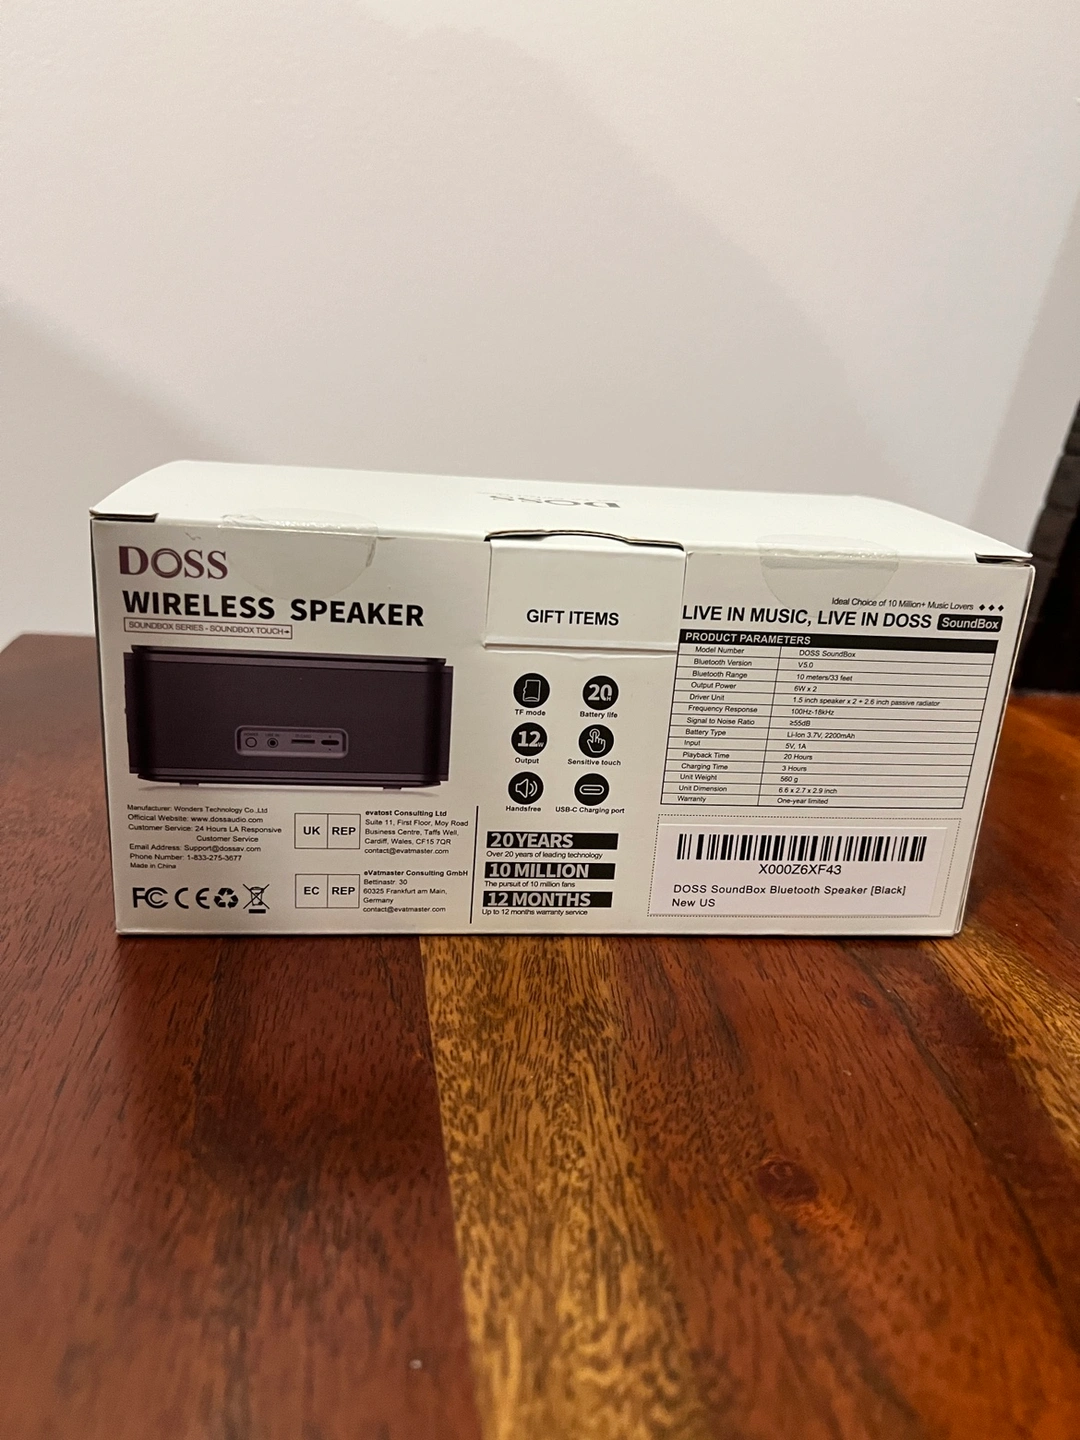 DOSS
DOSS
WIRELESS SPEAKER
SOUNDBOX SERIES - SOUNDBOX TOUCH
Manufacturer: Wonders Technology Co.,Ltd
Officical Website: www.dossaudio.com
Customer Service: 24 Hours LA Responsive
Customer Service
Email Address: Support@dossav.com
Phone Number: 1-833-275-3677
Made in China
FC CE
UK REP
evatost Consulting Ltd
Suite 11, First Floor, Moy Road
Business Centre, Taffs Well,
Cardiff, Wales, CF15 7QR
contact@evatmaster.com
EC REP
eVatmaster Consulting GmbH
Bettinastr. 30
60325 Frankfurt am Main,
Germany
contact@evatmaster.com
GIFT ITEMS
TF mode
20H
Battery life
12W
Output
Sensitive touch
Handsfree
USB-C Charging port
20 YEARS
Over 20 years of leading technology
10 MILLION
The pursuit of 10 million fans
12 MONTHS
Up to 12 months warranty service
Ideal Choice of 10 Million+ Music Lovers
LIVE IN MUSIC, LIVE IN DOSS SoundBox
PRODUCT PARAMETERS
Model Number DOSS SoundBox
Bluetooth Version V5.0
Bluetooth Range 10 meters/33 feet
Output Power 6W x 2
Driver Unit 1.5 inch speaker x 2 + 2.6 inch passive radiator
Frequency Response 100Hz-18kHz
Signal to Noise Ratio ≥55dB
Battery Type Li-Ion 3.7V, 2200mAh
Input 5V, 1A
Playback Time 20 Hours
Charging Time 3 Hours
Unit Weight 560 g
Unit Dimension 6.6 x 2.7 x 2.9 inch
Warranty One-year limited
X000Z6XF43
DOSS SoundBox Bluetooth Speaker [Black]
New US